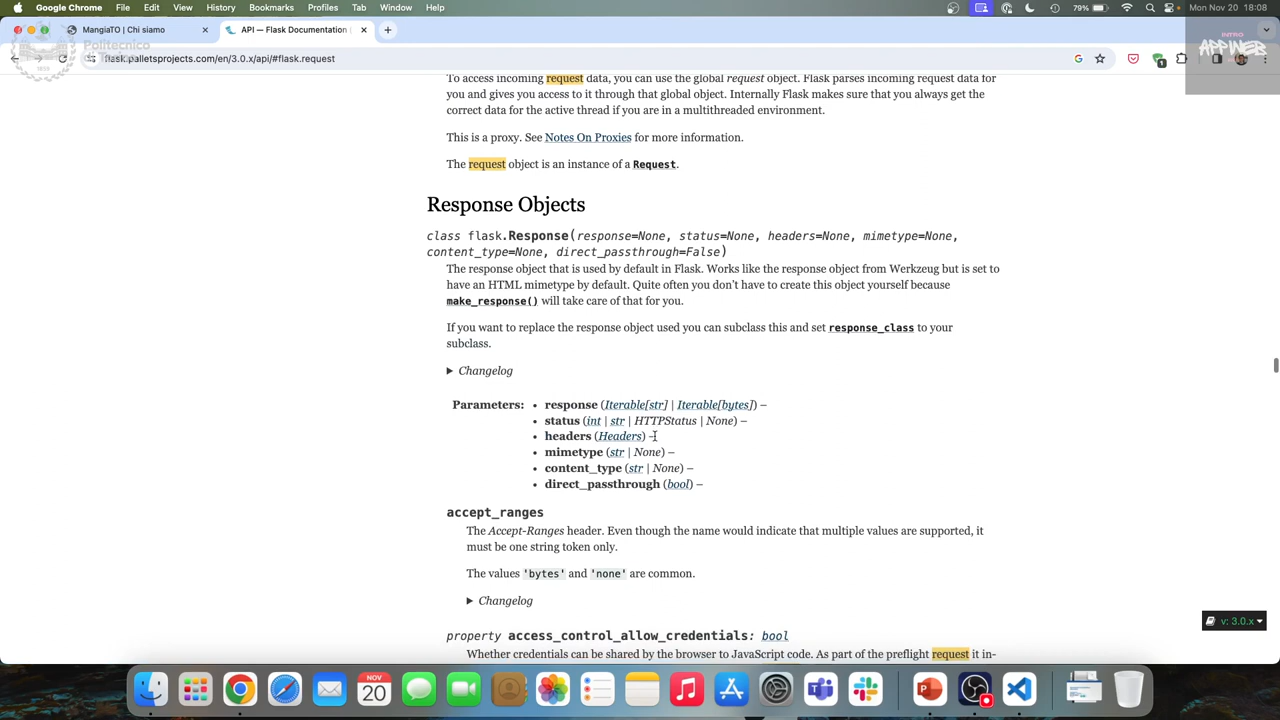 Chrome File Edit View History Bookmarks Profiles Tab Window Help
79% Mon Nov 20 18:08
MangiaTO | Chi siamo
API — Flask Documentation (
Politecnico
1859
INTRO
APPINER
flask.palletsprojects.com/en/3.0.x/api/#flask.request
To access incoming request data, you can use the global request object. Flask parses incoming request data for
you and gives you access to it through that global object. Internally Flask makes sure that you always get the
correct data for the active thread if you are in a multithreaded environment.
This is a proxy. See Notes On Proxies for more information.
The request object is an instance of a Request.
Response Objects
class flask.Response(response=None, status=None, headers=None, mimetype=None,
content_type=None, direct_passthrough=False)
The response object that is used by default in Flask. Works like the response object from Werkzeug but is set to
have an HTML mimetype by default. Quite often you don't have to create this object yourself because
make_response() will take care of that for you.
If you want to replace the response object used you can subclass this and set response_class to your
subclass.
▶ Changelog
Parameters: • response (Iterable[str] | Iterable[bytes]) –
• status (int | str | HTTPStatus | None) –
• headers (Headers) –
• mimetype (str | None) –
• content_type (str | None) –
• direct_passthrough (bool) –
accept_ranges
The Accept-Ranges header. Even though the name would indicate that multiple values are supported, it
must be one string token only.
The values 'bytes' and 'none' are common.
▶ Changelog
property access_control_allow_credentials: bool
Whether credentials can be shared by the browser to JavaScript code. As part of the preflight request it in-
v: 3.0.x
NOV
20